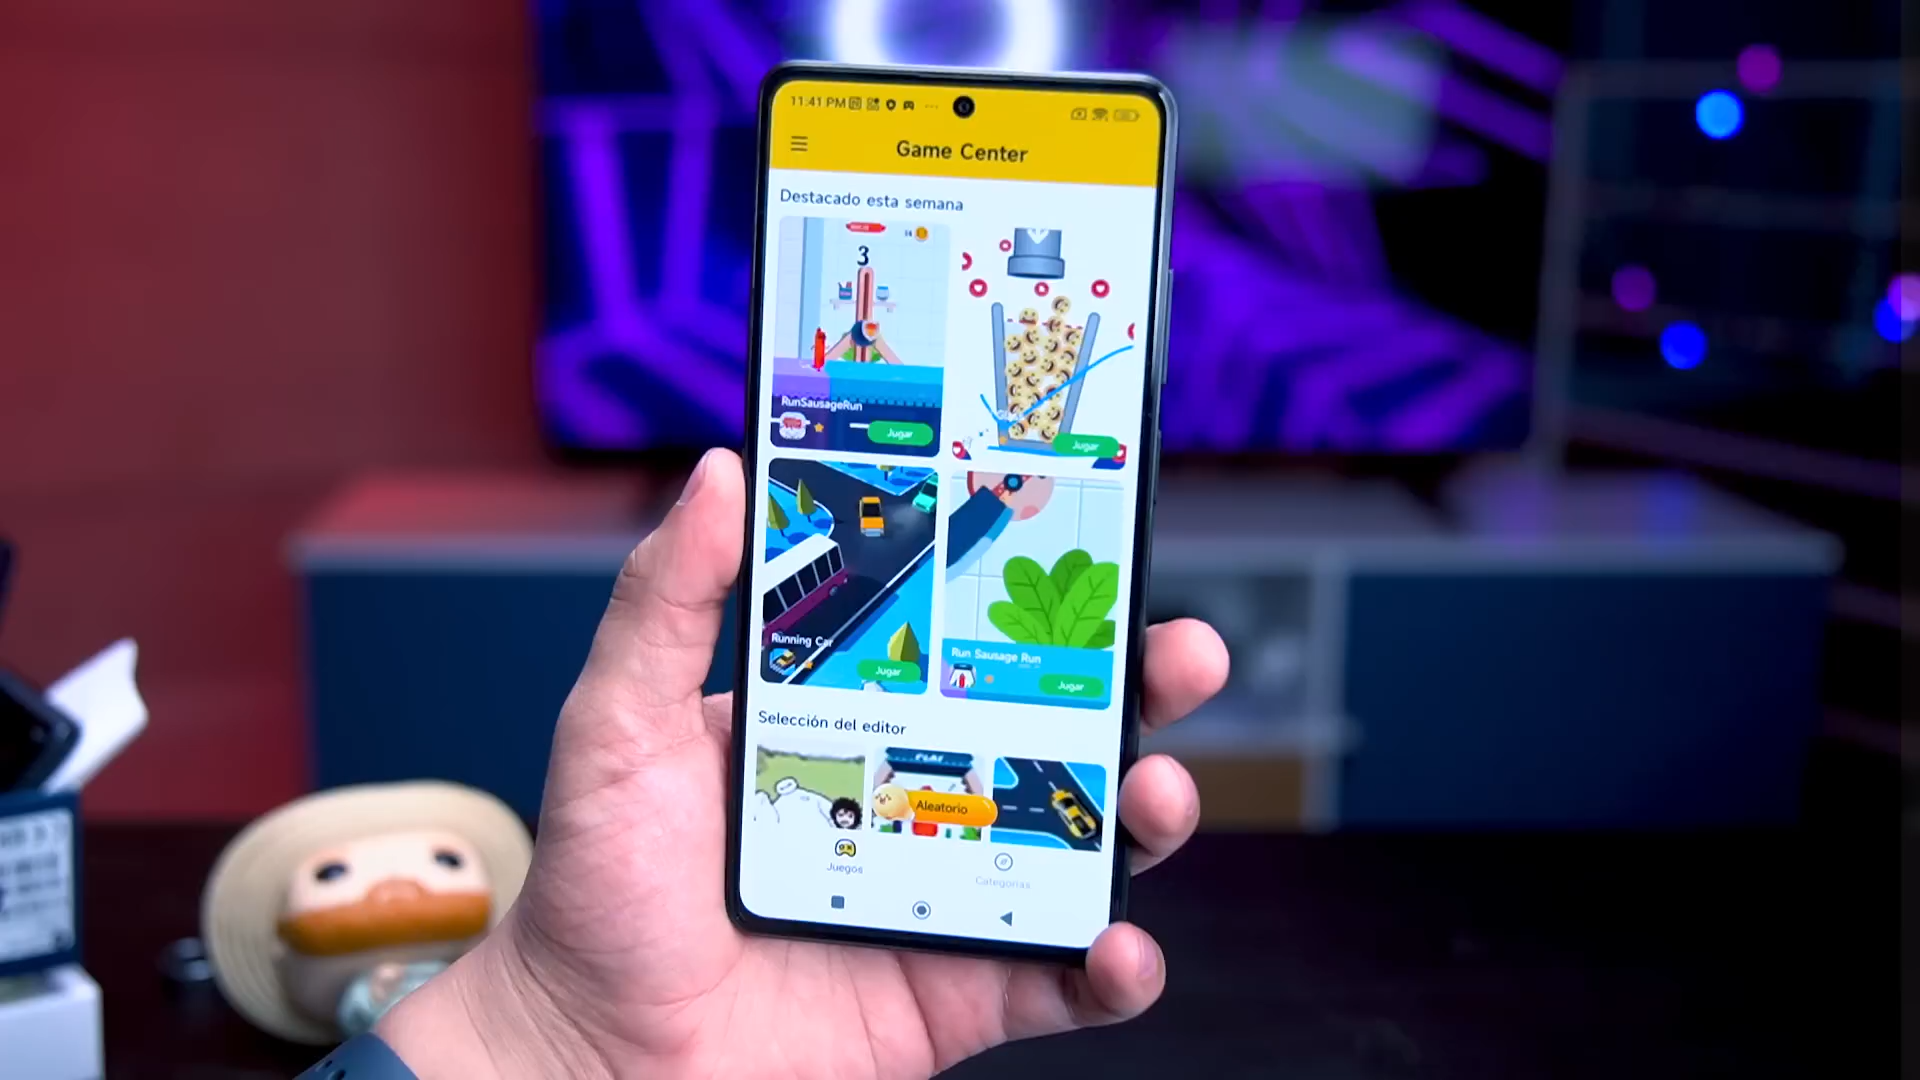 11:41 PM
Game Center
Destacado esta semana
3
RunSausageRun
Jugar
Jugar
Running Car
Jugar
Run Sausage Run
Jugar
Selección del editor
Aleatorio
Juegos
Categorías